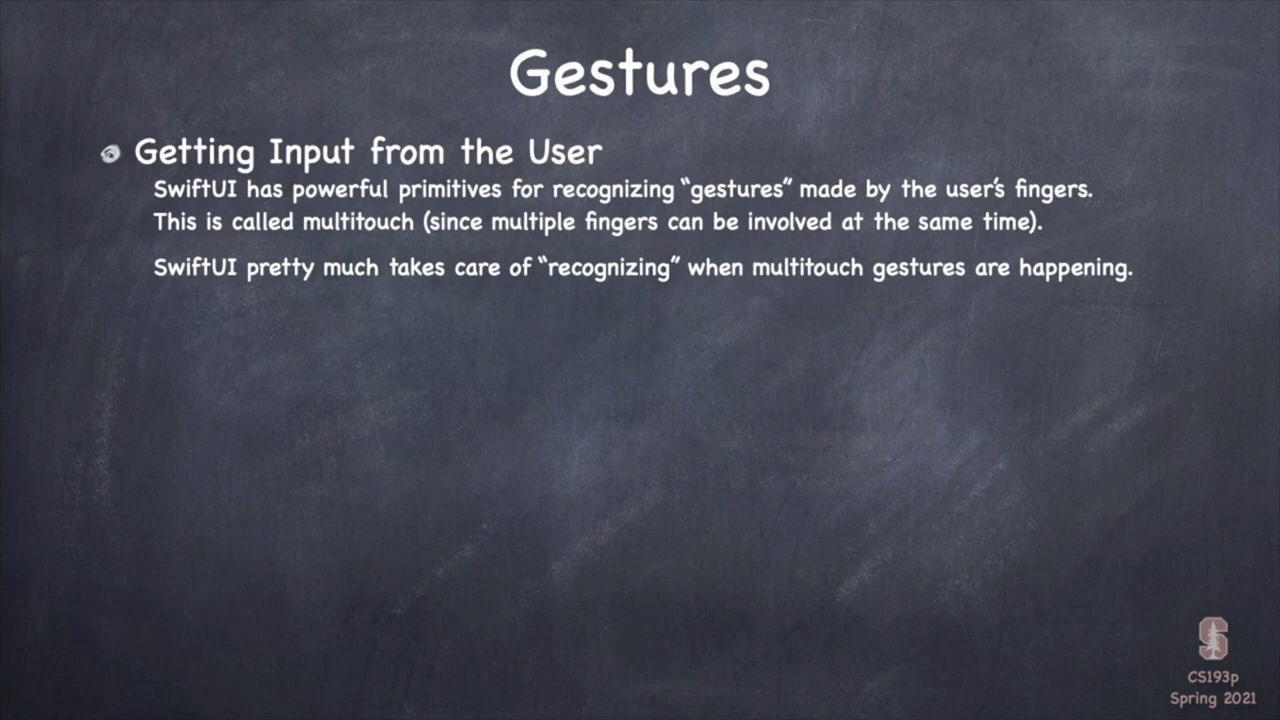 Gestures
Getting Input from the User
SwiftUI has powerful primitives for recognizing “gestures” made by the user’s fingers.
This is called multitouch (since multiple fingers can be involved at the same time).
SwiftUI pretty much takes care of “recognizing” when multitouch gestures are happening.
S
CS193p
Spring 2021